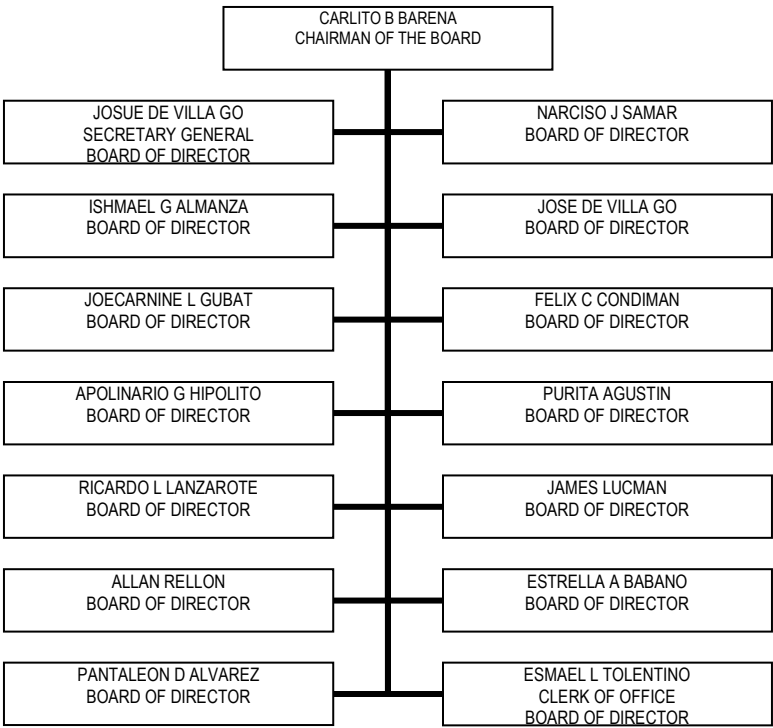 CARLITO B BARENA
CHAIRMAN OF THE BOARD
JOSUE DE VILLA GO
SECRETARY GENERAL
BOARD OF DIRECTOR
NARCISO J SAMAR
BOARD OF DIRECTOR
ISHMAEL G ALMANZA
BOARD OF DIRECTOR
JOSE DE VILLA GO
BOARD OF DIRECTOR
JOECARNINE L GUBAT
BOARD OF DIRECTOR
FELIX C CONDIMAN
BOARD OF DIRECTOR
APOLINARIO G HIPOLITO
BOARD OF DIRECTOR
PURITA AGUSTIN
BOARD OF DIRECTOR
RICARDO L LANZAROTE
BOARD OF DIRECTOR
JAMES LUCMAN
BOARD OF DIRECTOR
ALLAN RELLON
BOARD OF DIRECTOR
ESTRELLA A BABANO
BOARD OF DIRECTOR
PANTALEON D ALVAREZ
BOARD OF DIRECTOR
ESMAEL L TOLENTINO
CLERK OF OFFICE
BOARD OF DIRECTOR